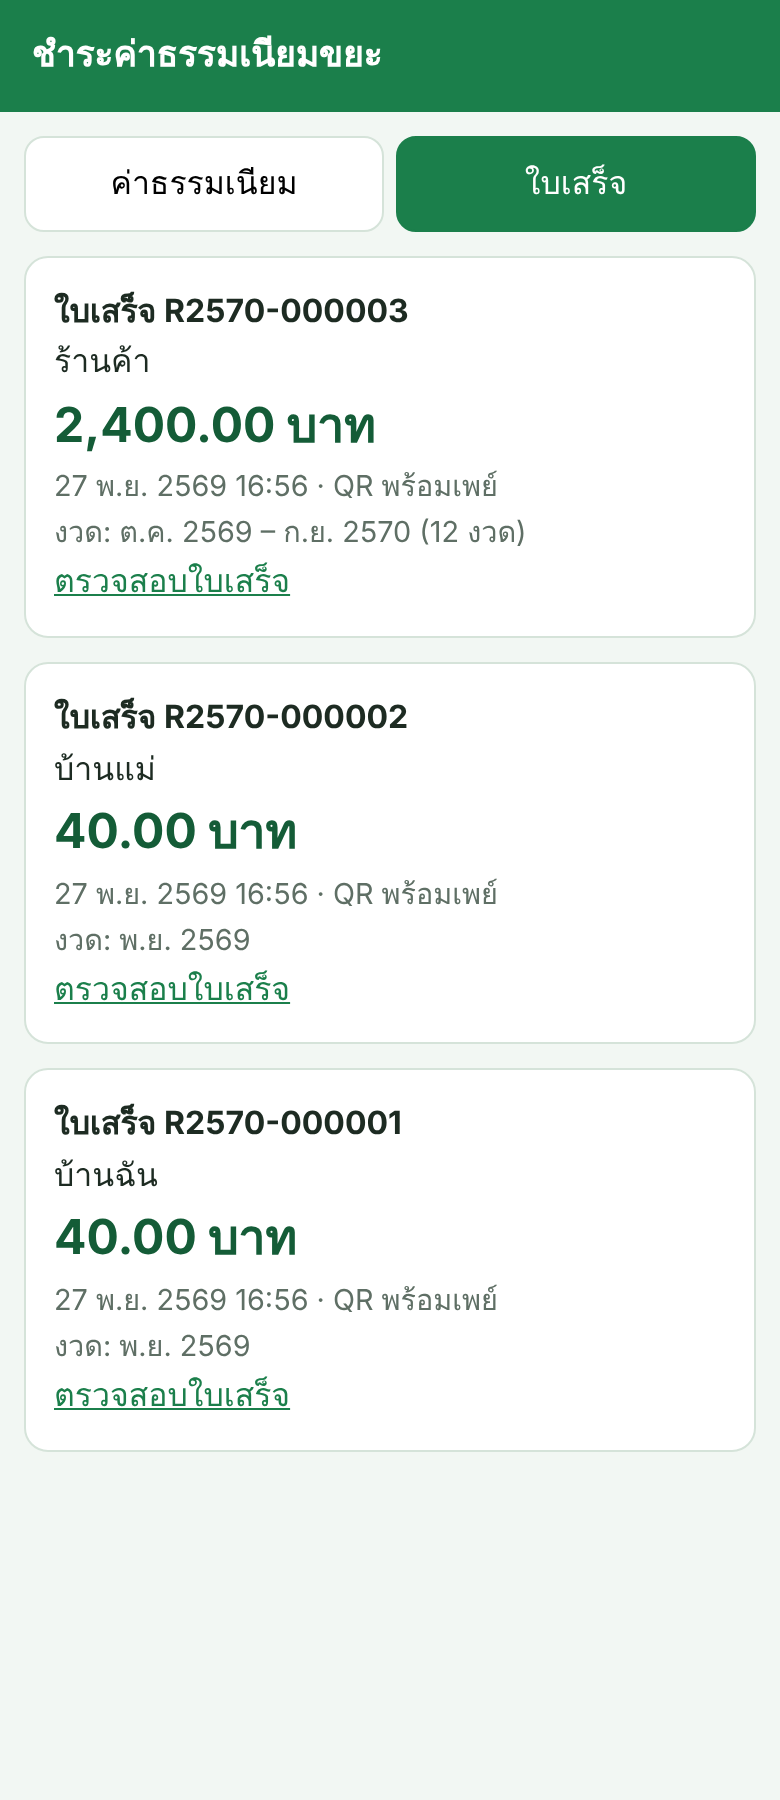 ชำระค่าธรรมเนียมขยะ
ค่าธรรมเนียม
ใบเสร็จ
ใบเสร็จ R2570-000003
ร้านค้า
2,400.00 บาท
27 พ.ย. 2569 16:56 · QR พร้อมเพย์
งวด: ต.ค. 2569 – ก.ย. 2570 (12 งวด)
ตรวจสอบใบเสร็จ
ใบเสร็จ R2570-000002
บ้านแม่
40.00 บาท
27 พ.ย. 2569 16:56 · QR พร้อมเพย์
งวด: พ.ย. 2569
ตรวจสอบใบเสร็จ
ใบเสร็จ R2570-000001
บ้านฉัน
40.00 บาท
27 พ.ย. 2569 16:56 · QR พร้อมเพย์
งวด: พ.ย. 2569
ตรวจสอบใบเสร็จ